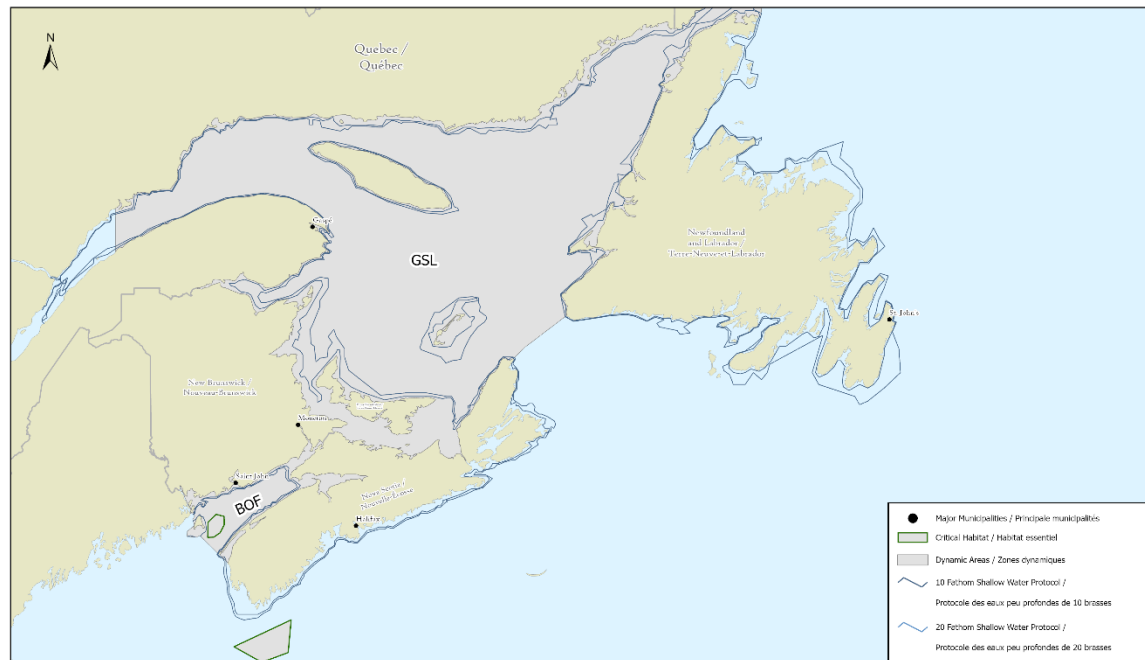 N
Quebec /
Québec
Gaspé
GSL
Newfoundland
and Labrador /
Terre-Neuve-et-Labrador
St. John's
New Brunswick /
Nouveau-Brunswick
Moncton
Saint John
BOF
Nova Scotia /
Nouvelle-Écosse
Halifax
Major Municipalities / Principale municipalités
Critical Habitat / Habitat essentiel
Dynamic Areas / Zones dynamiques
10 Fathom Shallow Water Protocol /
Protocole des eaux peu profondes de 10 brasses
20 Fathom Shallow Water Protocol /
Protocole des eaux peu profondes de 20 brasses